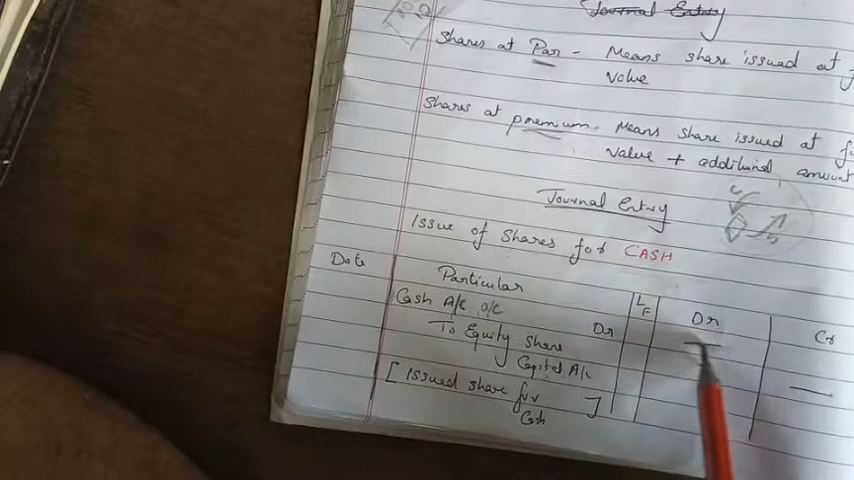 Journal Entry
Shares at Par - Means share issued at
Value
Shares at premium - Means share issued at
Value + additional amount
Journal Entry
Issue of Shares for CASH
Date Particular L F Dr Cr
Cash A/c Dr
To Equity share
Capital A/c
[Issued share for
Cash]